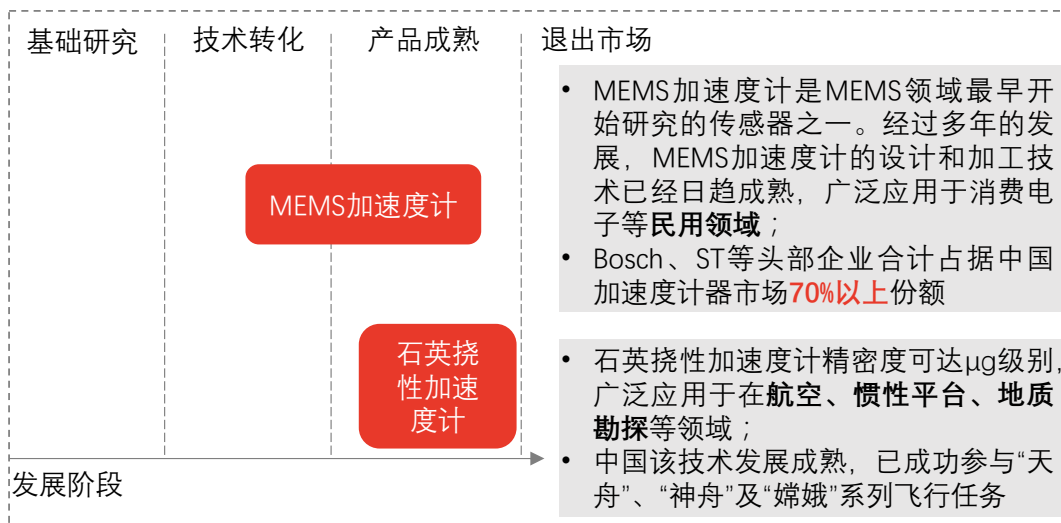 基础研究
技术转化
产品成熟
退出市场
MEMS加速度计
• MEMS加速度计是MEMS领域最早开
始研究的传感器之一。经过多年的发
展，MEMS加速度计的设计和加工技
术已经日趋成熟，广泛应用于消费电
子等民用领域；
• Bosch、ST等头部企业合计占据中国
加速度计器市场70%以上份额
石英挠
性加速
度计
• 石英挠性加速度计精密度可达μg级别，
广泛应用于在航空、惯性平台、地质
勘探等领域；
• 中国该技术发展成熟，已成功参与“天
舟”、“神舟”及“嫦娥”系列飞行任务
发展阶段